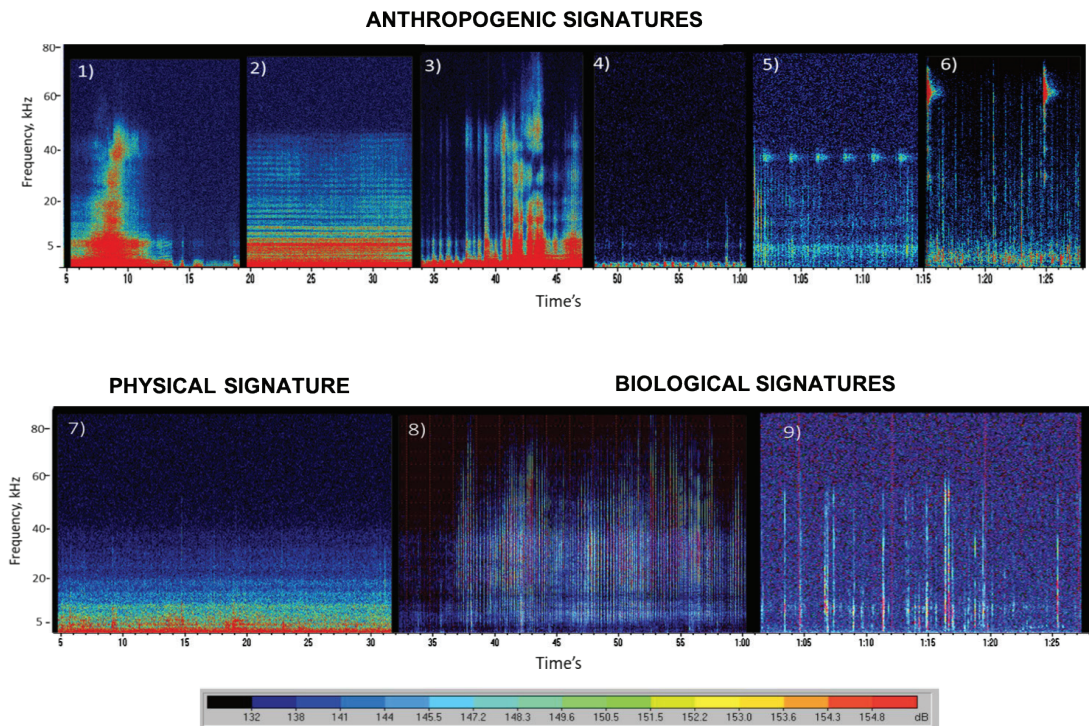 ANTHROPOGENIC SIGNATURES
80
60
40
20
5
Frequency, kHz
1)
2)
3)
4)
5)
6)
5 10 15 20 25 30 35 40 45 50 55 1:00 1:05 1:10 1:15 1:20 1:25
Time's
PHYSICAL SIGNATURE
BIOLOGICAL SIGNATURES
80
60
40
20
5
Frequency, kHz
7)
8)
9)
5 10 15 20 25 30 35 40 45 50 55 1:00 1:05 1:10 1:15 1:20 1:25
Time's
132 138 141 144 145.5 147.2 148.3 149.6 150.5 151.5 152.2 153.0 153.6 154.3 154.8 dB